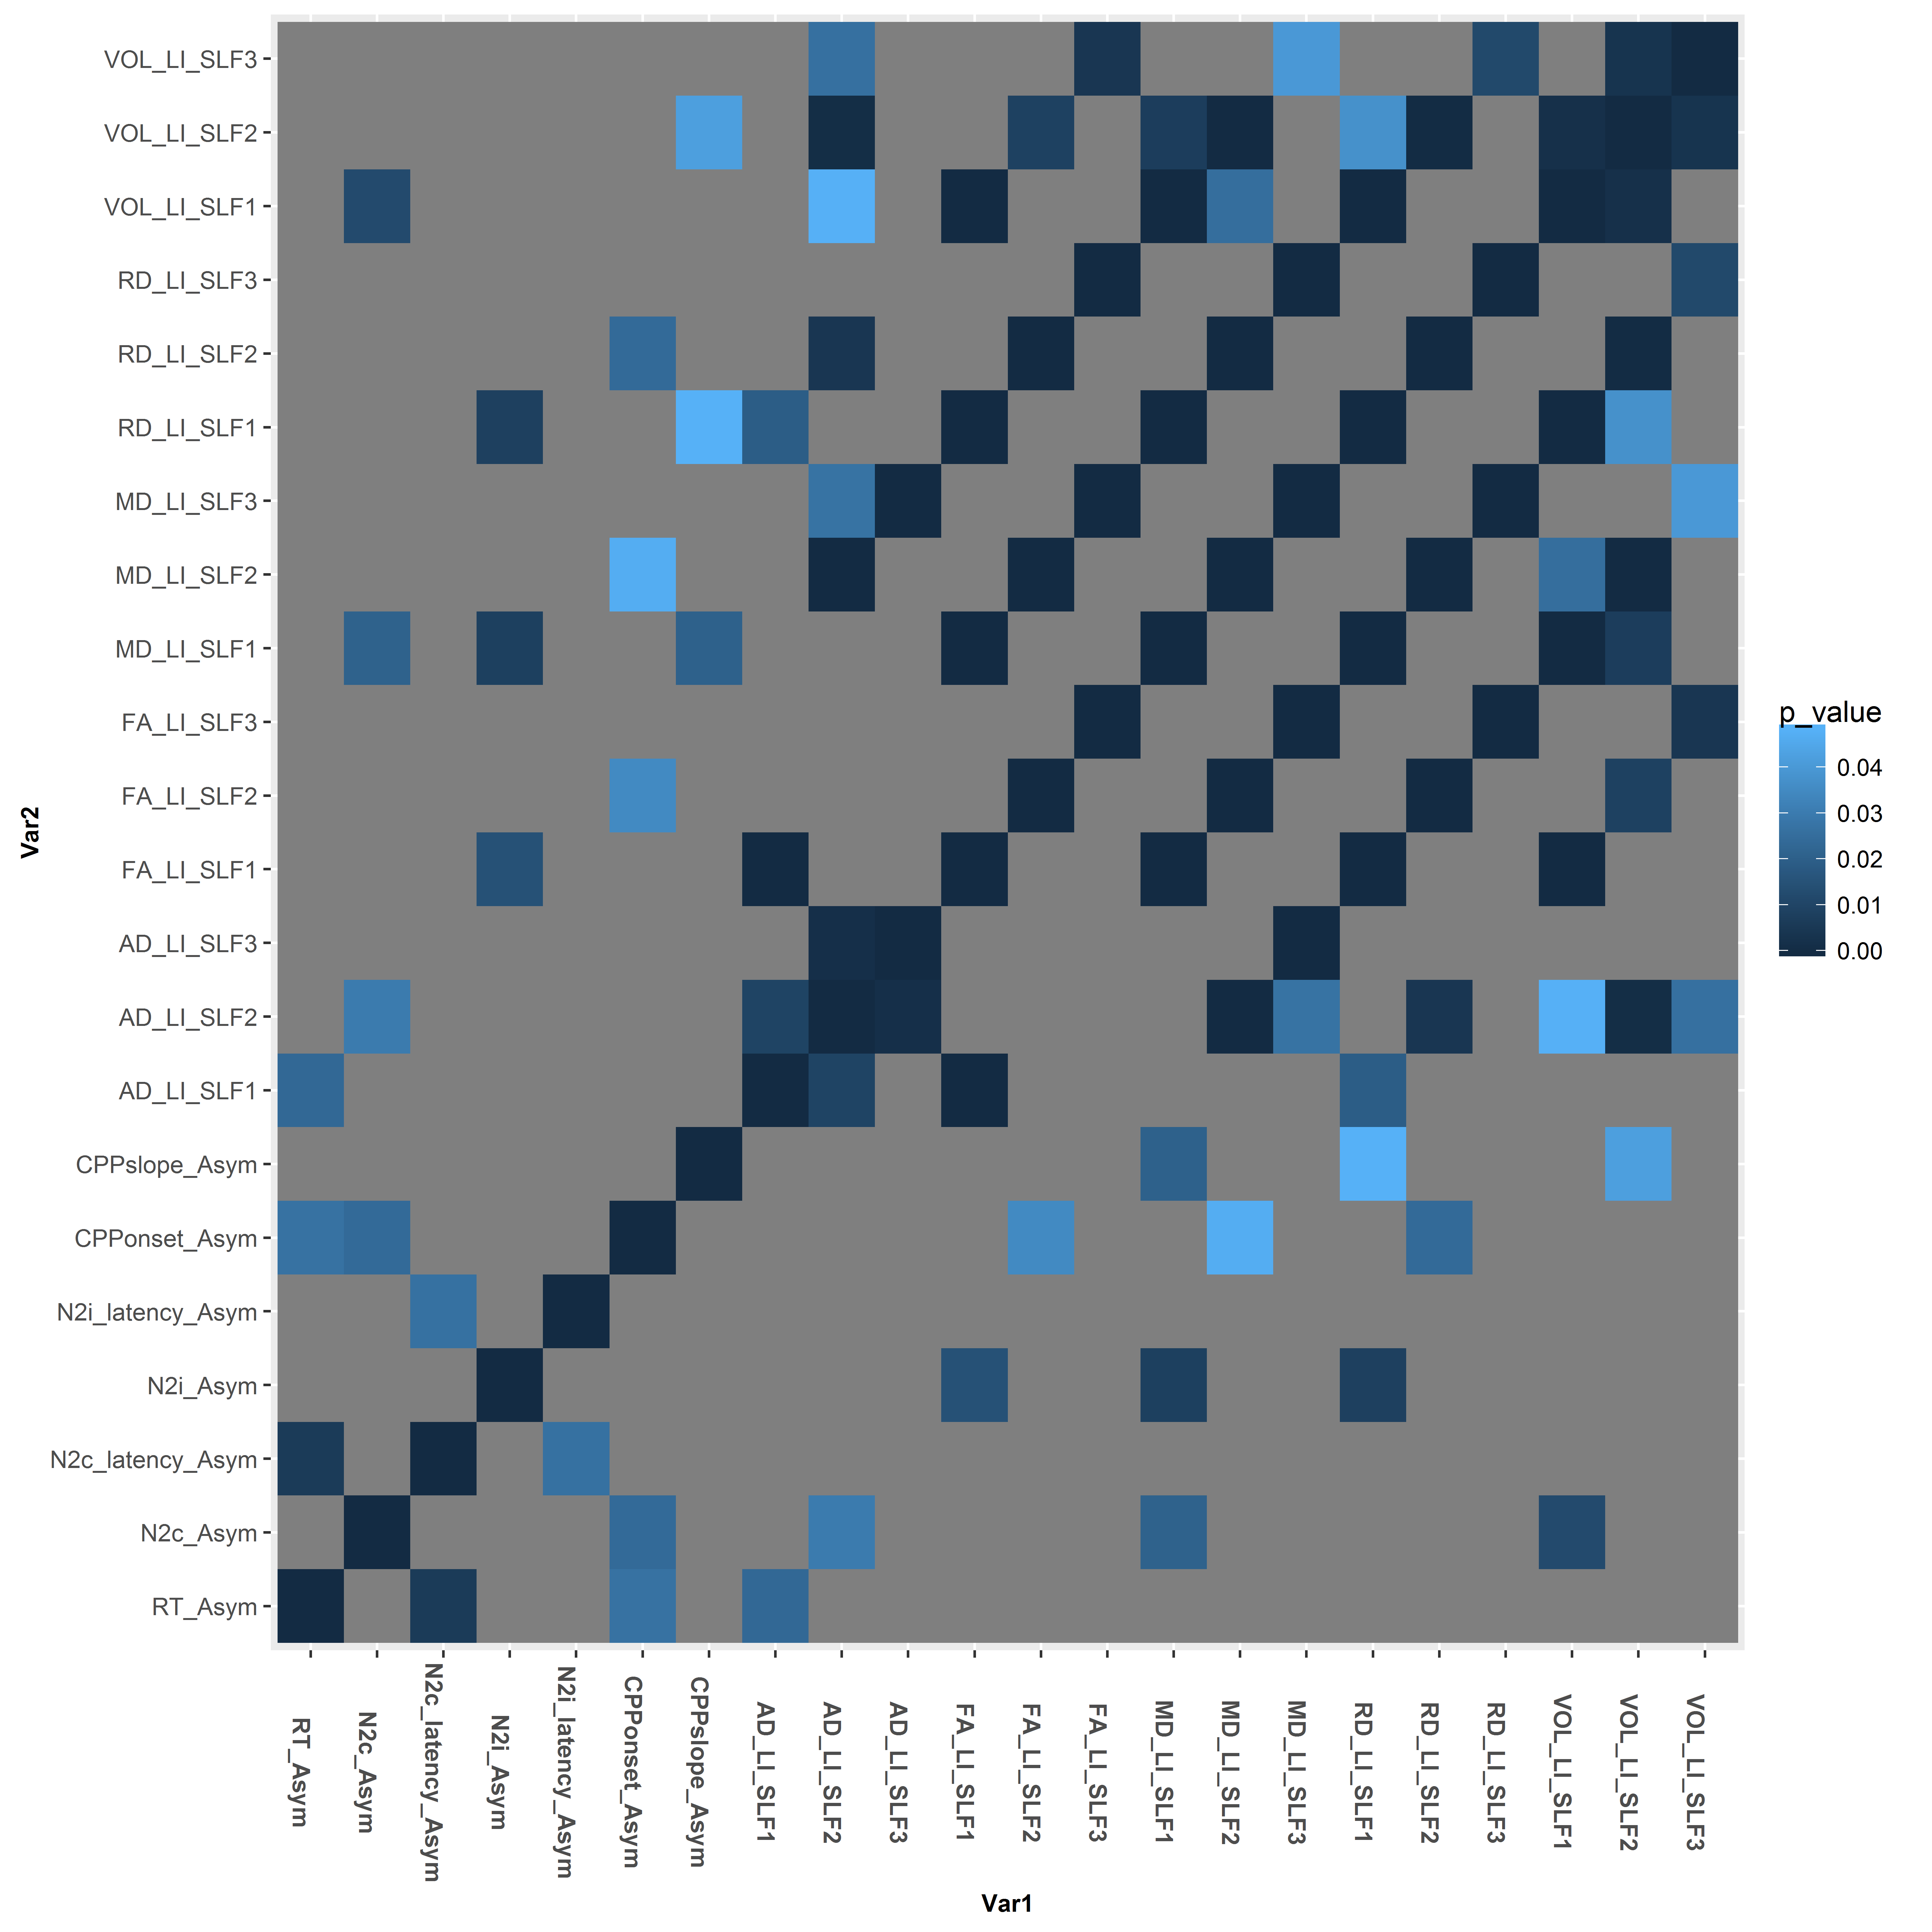 VOL_LI_SLF3
VOL_LI_SLF2
VOL_LI_SLF1
RD_LI_SLF3
RD_LI_SLF2
RD_LI_SLF1
MD_LI_SLF3
MD_LI_SLF2
MD_LI_SLF1
FA_LI_SLF3
FA_LI_SLF2
FA_LI_SLF1
AD_LI_SLF3
AD_LI_SLF2
AD_LI_SLF1
CPPslope_Asym
CPPonset_Asym
N2i_latency_Asym
N2i_Asym
N2c_latency_Asym
N2c_Asym
RT_Asym
Var2
RT_Asym
N2c_Asym
N2c_latency_Asym
N2i_Asym
N2i_latency_Asym
CPPonset_Asym
CPPslope_Asym
AD_LI_SLF1
AD_LI_SLF2
AD_LI_SLF3
FA_LI_SLF1
FA_LI_SLF2
FA_LI_SLF3
MD_LI_SLF1
MD_LI_SLF2
MD_LI_SLF3
RD_LI_SLF1
RD_LI_SLF2
RD_LI_SLF3
VOL_LI_SLF1
VOL_LI_SLF2
VOL_LI_SLF3
Var1
p_value
0.04
0.03
0.02
0.01
0.00